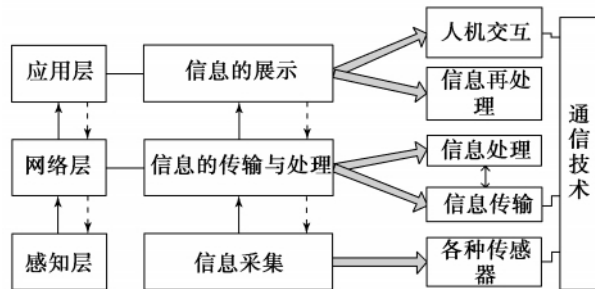 应用层
信息的展示
人机交互
信息再处
理
网络层
信息的传输与处理
信息处理
信息传输
感知层
信息采集
各种传感
器
通信技术